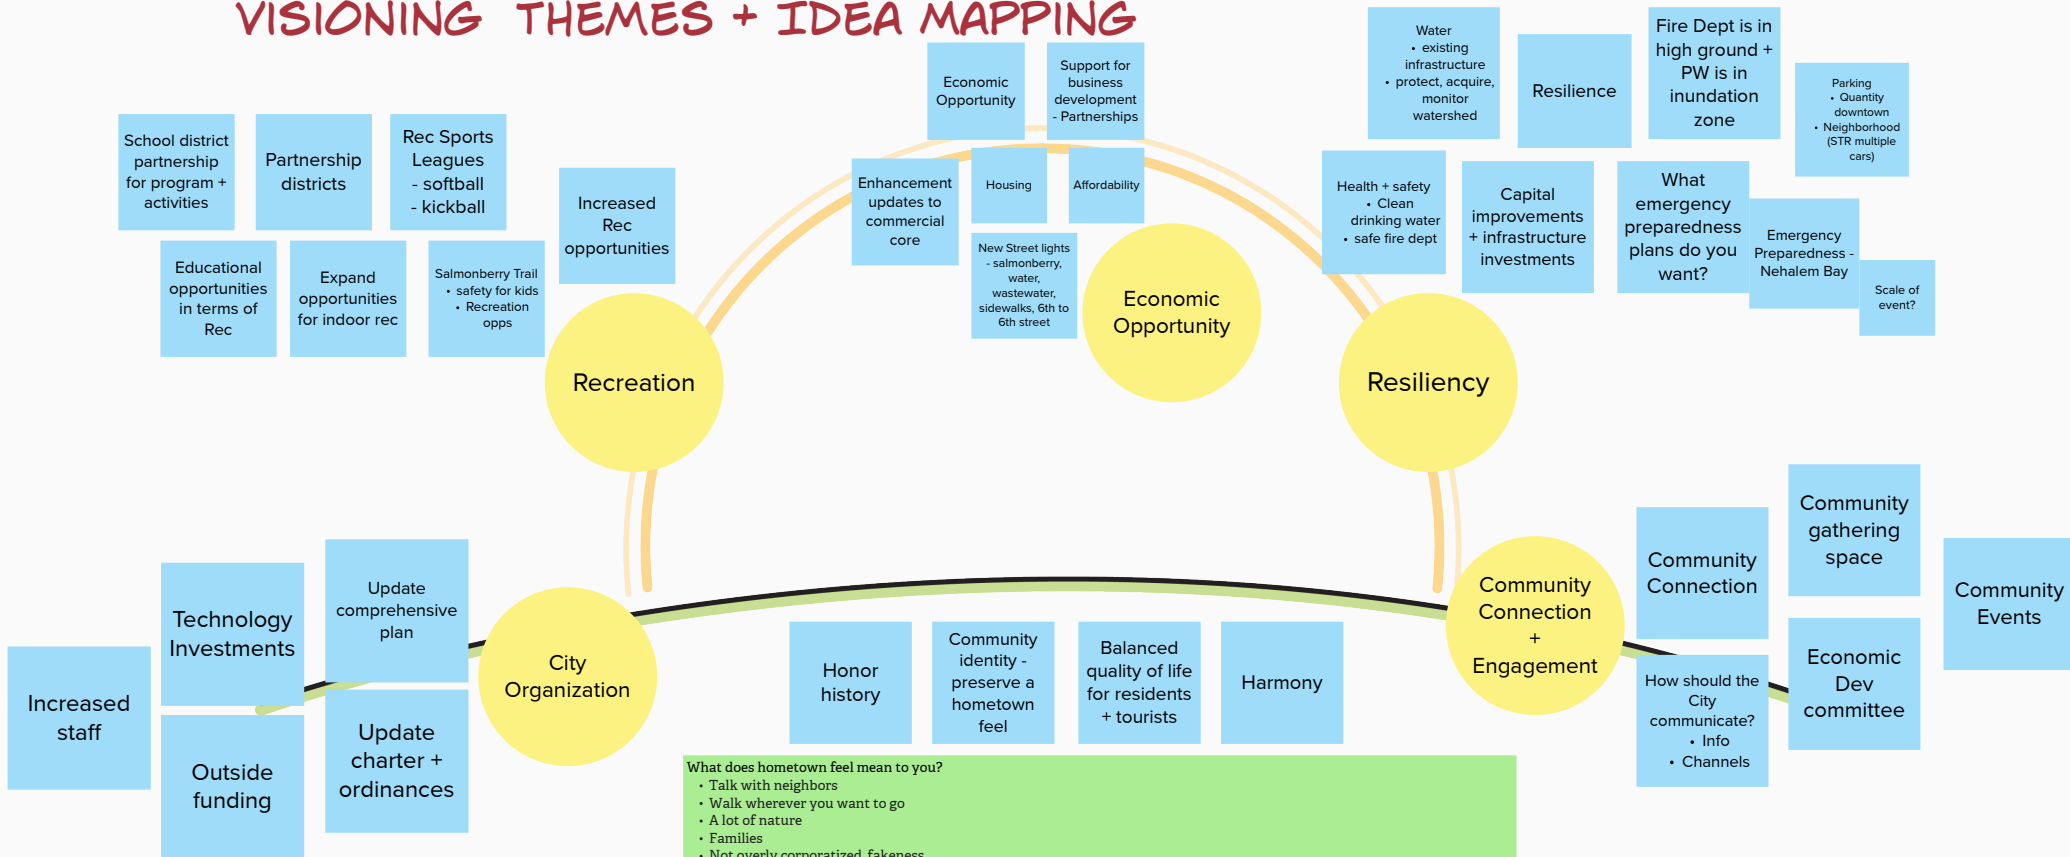 VISIONING THEMES + IDEA MAPPING
School district
partnership
for program +
activities
Partnership
districts
Rec Sports
Leagues
- softball
- kickball
Increased
Rec
opportunities
Educational
opportunities
in terms of
Rec
Expand
opportunities
for indoor rec
Salmonberry Trail
• safety for kids
• Recreation
opps
Recreation
Economic
Opportunity
Support for
business
development
- Partnerships
Enhancement
updates to
commercial
core
Housing
Affordability
New Street lights
- salmonberry,
water,
wastewater,
sidewalks, 6th to
6th street
Economic
Opportunity
Water
• existing
infrastructure
• protect, acquire,
monitor
watershed
Resilience
Fire Dept is in
high ground +
PW is in
inundation
zone
Parking
• Quantity
downtown
• Neighborhood
(STR multiple
cars)
Health + safety
• Clean
drinking water
• safe fire dept
Capital
improvements
+ infrastructure
investments
What
emergency
preparedness
plans do you
want?
Emergency
Preparedness -
Nehalem Bay
Scale of
event?
Resiliency
Increased
staff
Technology
Investments
Update
comprehensive
plan
Outside
funding
Update
charter +
ordinances
City
Organization
Honor
history
Community
identity -
preserve a
hometown
feel
Balanced
quality of life
for residents
+ tourists
Harmony
Community
Connection
+
Engagement
Community
Connection
Community
gathering
space
Community
Events
How should the
City
communicate?
• Info
• Channels
Economic
Dev
committee
What does hometown feel mean to you?
• Talk with neighbors
• Walk wherever you want to go
• A lot of nature
• Families
• Not overly corporatized, fakeness